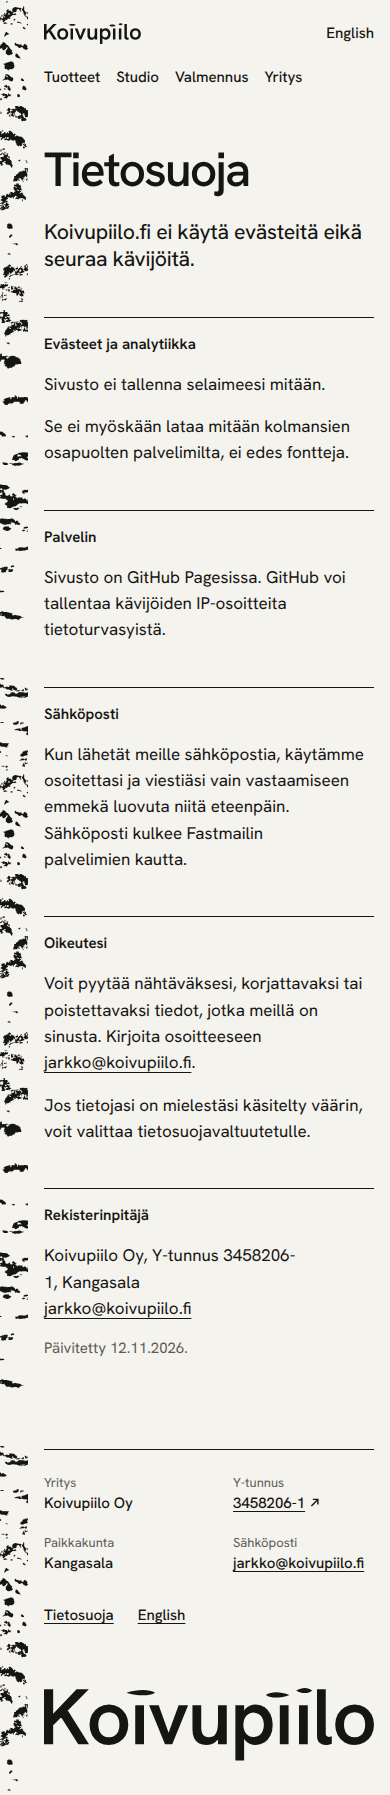 Koivupiilo
English
Tuotteet Studio Valmennus Yritys
Tietosuoja
Koivupiilo.fi ei käytä evästeitä eikä
seuraa kävijöitä.
Evästeet ja analytiikka
Sivusto ei tallenna selaimeesi mitään.
Se ei myöskään lataa mitään kolmansien
osapuolten palvelimilta, ei edes fontteja.
Palvelin
Sivusto on GitHub Pagesissa. GitHub voi
tallentaa kävijöiden IP-osoitteita
tietoturvasyistä.
Sähköposti
Kun lähetät meille sähköpostia, käytämme
osoitettasi ja viestiäsi vain vastaamiseen
emmekä luovuta niitä eteenpäin.
Sähköposti kulkee Fastmailin
palvelimien kautta.
Oikeutesi
Voit pyytää nähtäväksesi, korjattavaksi tai
poistettavaksi tiedot, jotka meillä on
sinusta. Kirjoita osoitteeseen
jarkko@koivupiilo.fi.
Jos tietojasi on mielestäsi käsitelty väärin,
voit valittaa tietosuojavaltuutetulle.
Rekisterinpitäjä
Koivupiilo Oy, Y-tunnus 3458206-
1, Kangasala
jarkko@koivupiilo.fi
Päivitetty 12.11.2026.
Yritys
Koivupiilo Oy
Y-tunnus
3458206-1 ↗
Paikkakunta
Kangasala
Sähköposti
jarkko@koivupiilo.fi
Tietosuoja English
Koivupiilo